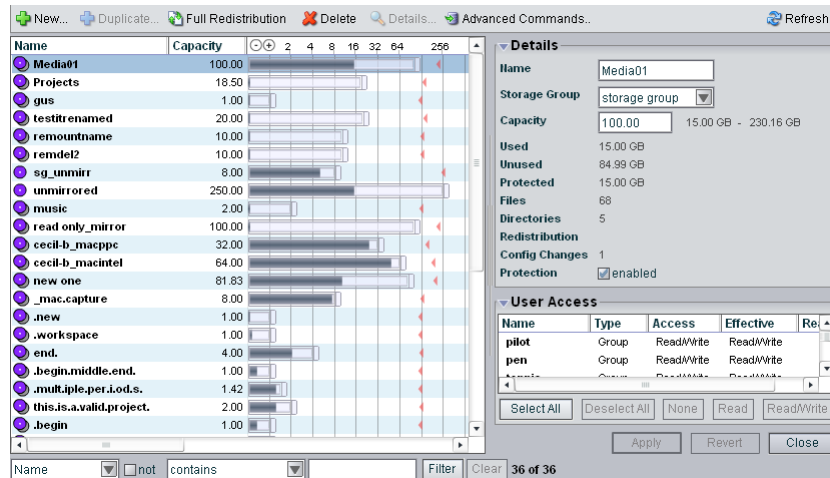 New... Duplicate... Full Redistribution Delete Details... Advanced Commands.. Refresh
Name Capacity 2 4 8 16 32 64 256
Media01 100.00
Projects 18.50
gus 1.00
testitrenamed 20.00
remountname 10.00
remdel2 10.00
sg_unmirr 8.00
unmirrored 250.00
music 2.00
read only_mirror 100.00
cecil-b_macppc 32.00
cecil-b_macintel 64.00
new one 81.83
_mac.capture 8.00
.new 1.00
.workspace 1.00
end. 4.00
.begin.middle.end. 1.00
.mult.iple.per.i.od.s. 1.42
this.is.a.valid.project. 2.00
.begin 1.00
Name not contains Filter Clear 36 of 36
Details
Name Media01
Storage Group storage group
Capacity 100.00 15.00 GB - 230.16 GB
Used 15.00 GB
Unused 84.99 GB
Protected 15.00 GB
Files 68
Directories 5
Redistribution
Config Changes 1
Protection enabled
User Access
Name Type Access Effective Re
pilot Group Read/Write Read/Write
pen Group Read/Write Read/Write
Select All Deselect All None Read Read/Write
Apply Revert Close